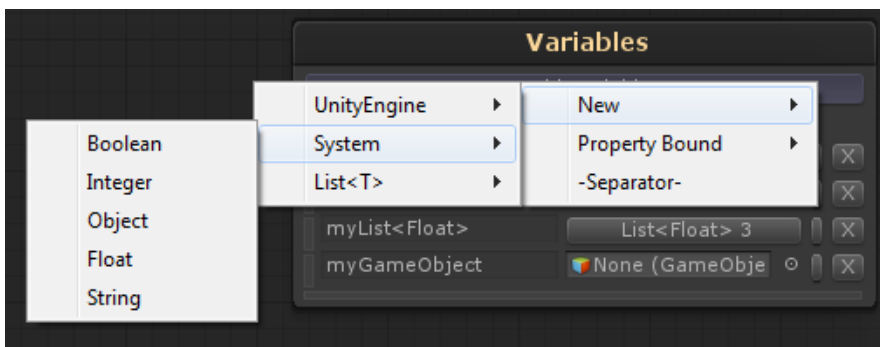 Variables
New
Property Bound
-Separator-
UnityEngine
System
List<T>
Boolean
Integer
Object
Float
String
X
X
myList<Float> List<Float> 3 X
myGameObject None (GameObje X